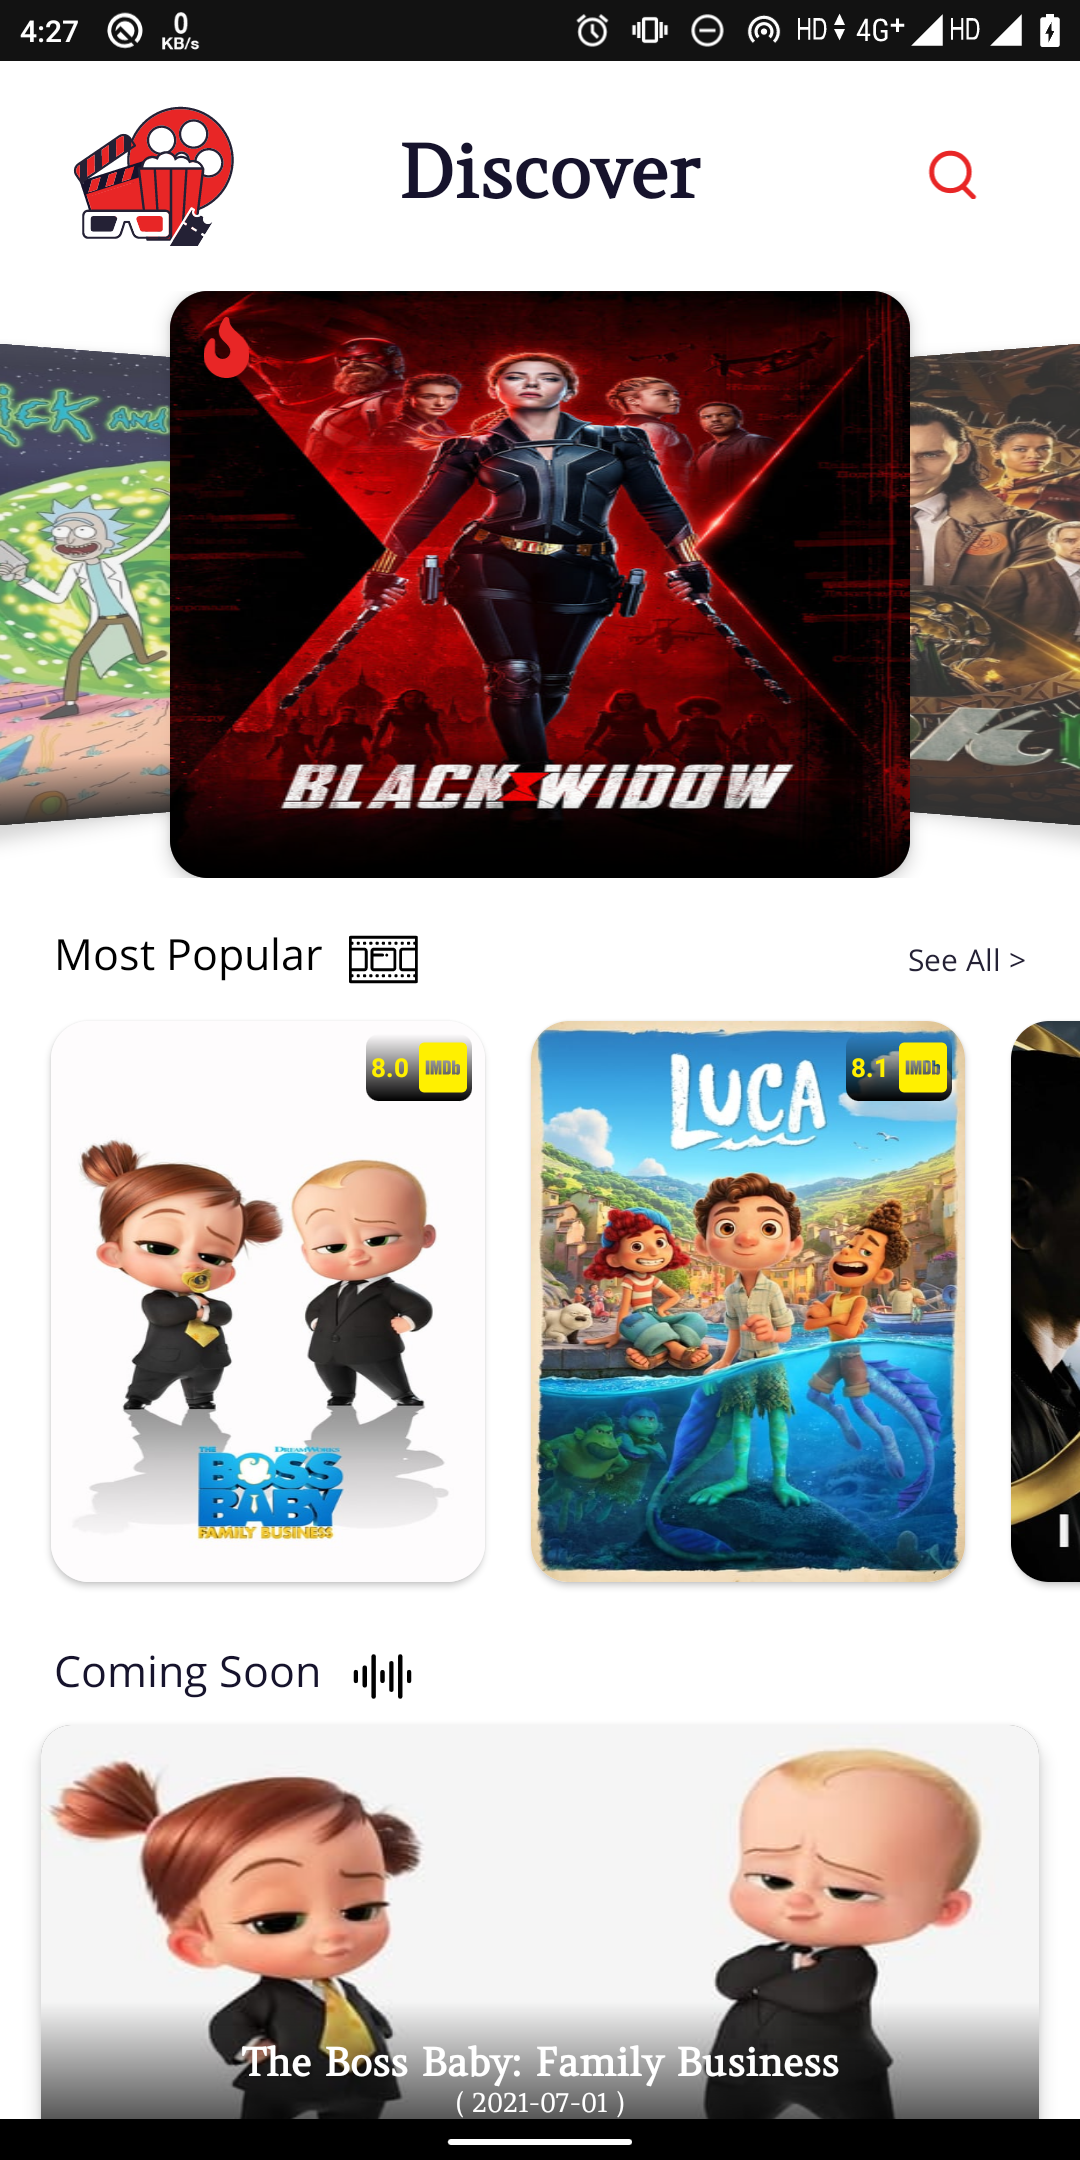 4:27
0
KB/s
HD
4G+
HD
Discover
ick AND
BLACK WIDOW
Most Popular
See All >
8.0 IMDb
8.1 IMDb
LUCA
THE
DREAMWORKS
BOSS
BABY
FAMILY BUSINESS
I
Coming Soon
The Boss Baby: Family Business
( 2021-07-01 )